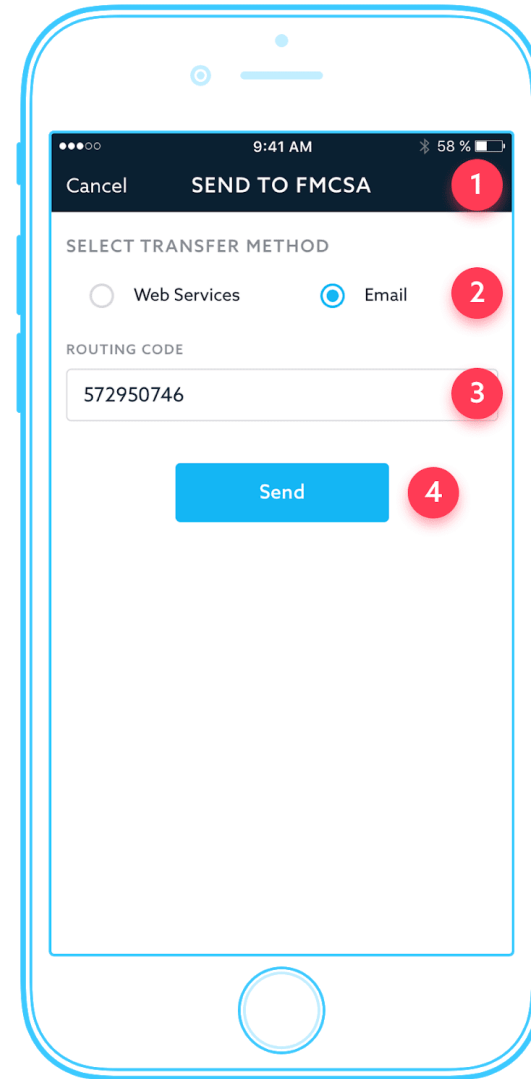 9:41 AM 58 %
Cancel SEND TO FMCSA 1
SELECT TRANSFER METHOD
Web Services Email 2
ROUTING CODE
572950746 3
Send 4